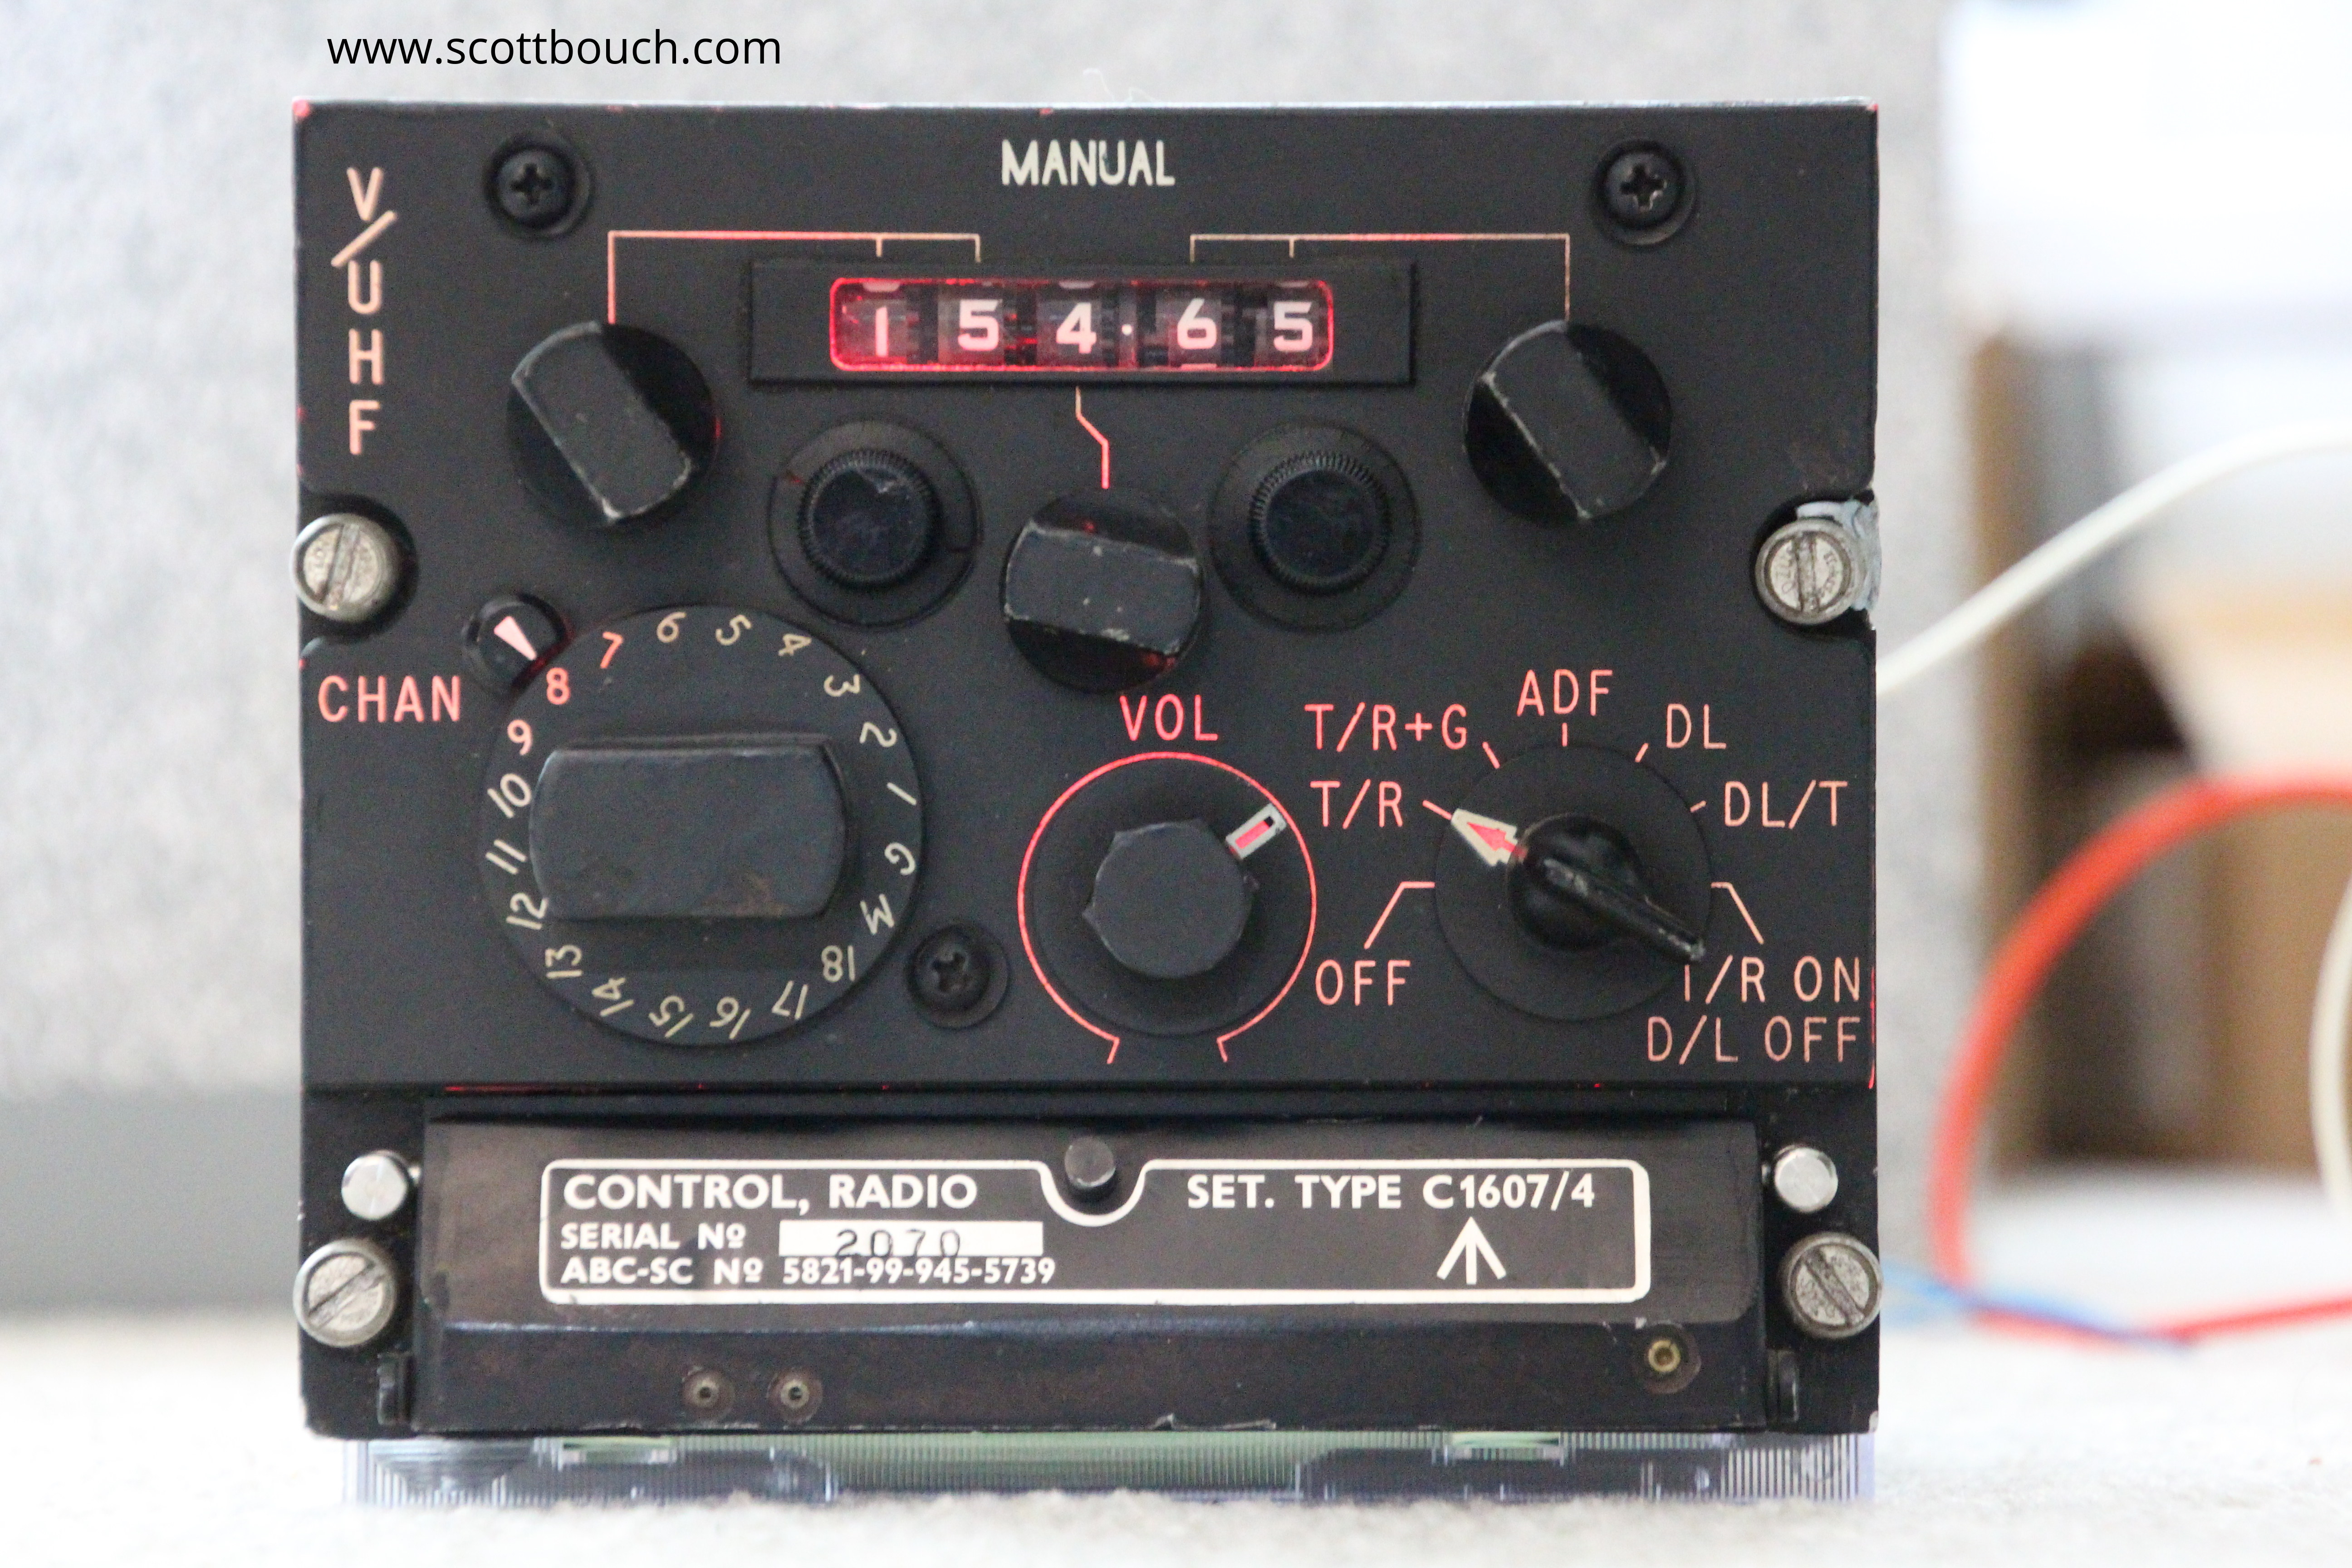 www.scottbouch.com
MANUAL
V/UHF
154.65
CHAN
8 7 6 5 4 3 2 1 G M 18 17 16 15 14 13 12 11 10 9
VOL
T/R+G
ADF
DL
T/R
DL/T
OFF
T/R ON
D/L OFF
CONTROL, RADIO SET. TYPE C1607/4
SERIAL Nº 2070
ABC-SC Nº 5821-99-945-5739